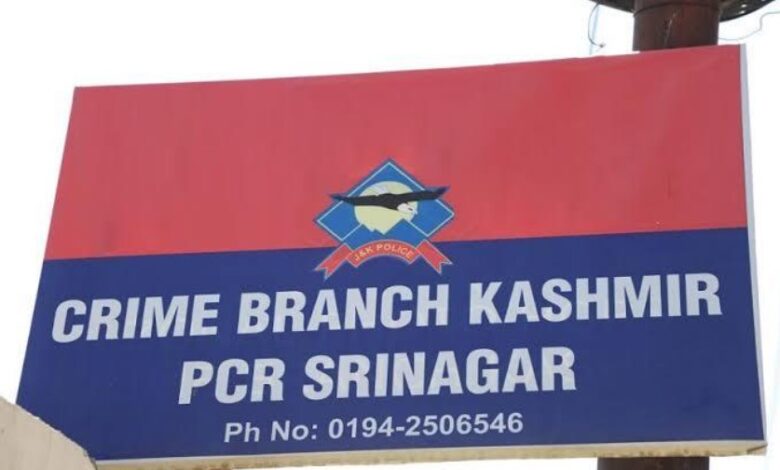 J&K POLICE
CRIME BRANCH KASHMIR
PCR SRINAGAR
Ph No: 0194-2506546